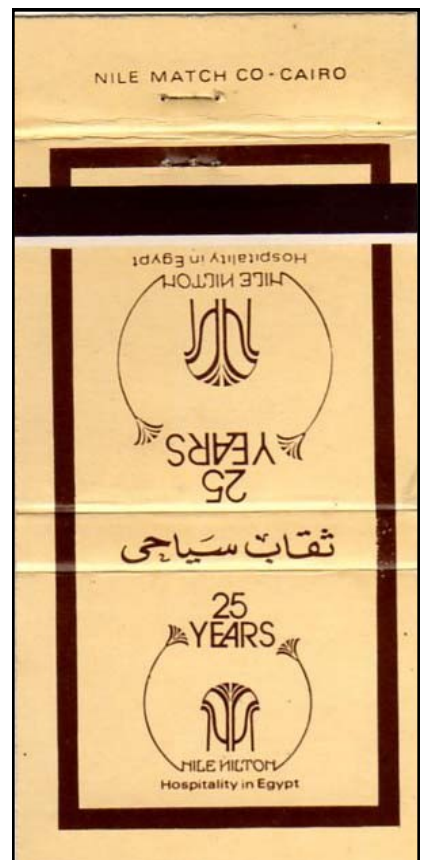 NILE MATCH CO - CAIRO
Hospitality in Egypt
NILE HILTON
25
YEARS
ثقاب سياحى
25
YEARS
NILE HILTON
Hospitality in Egypt